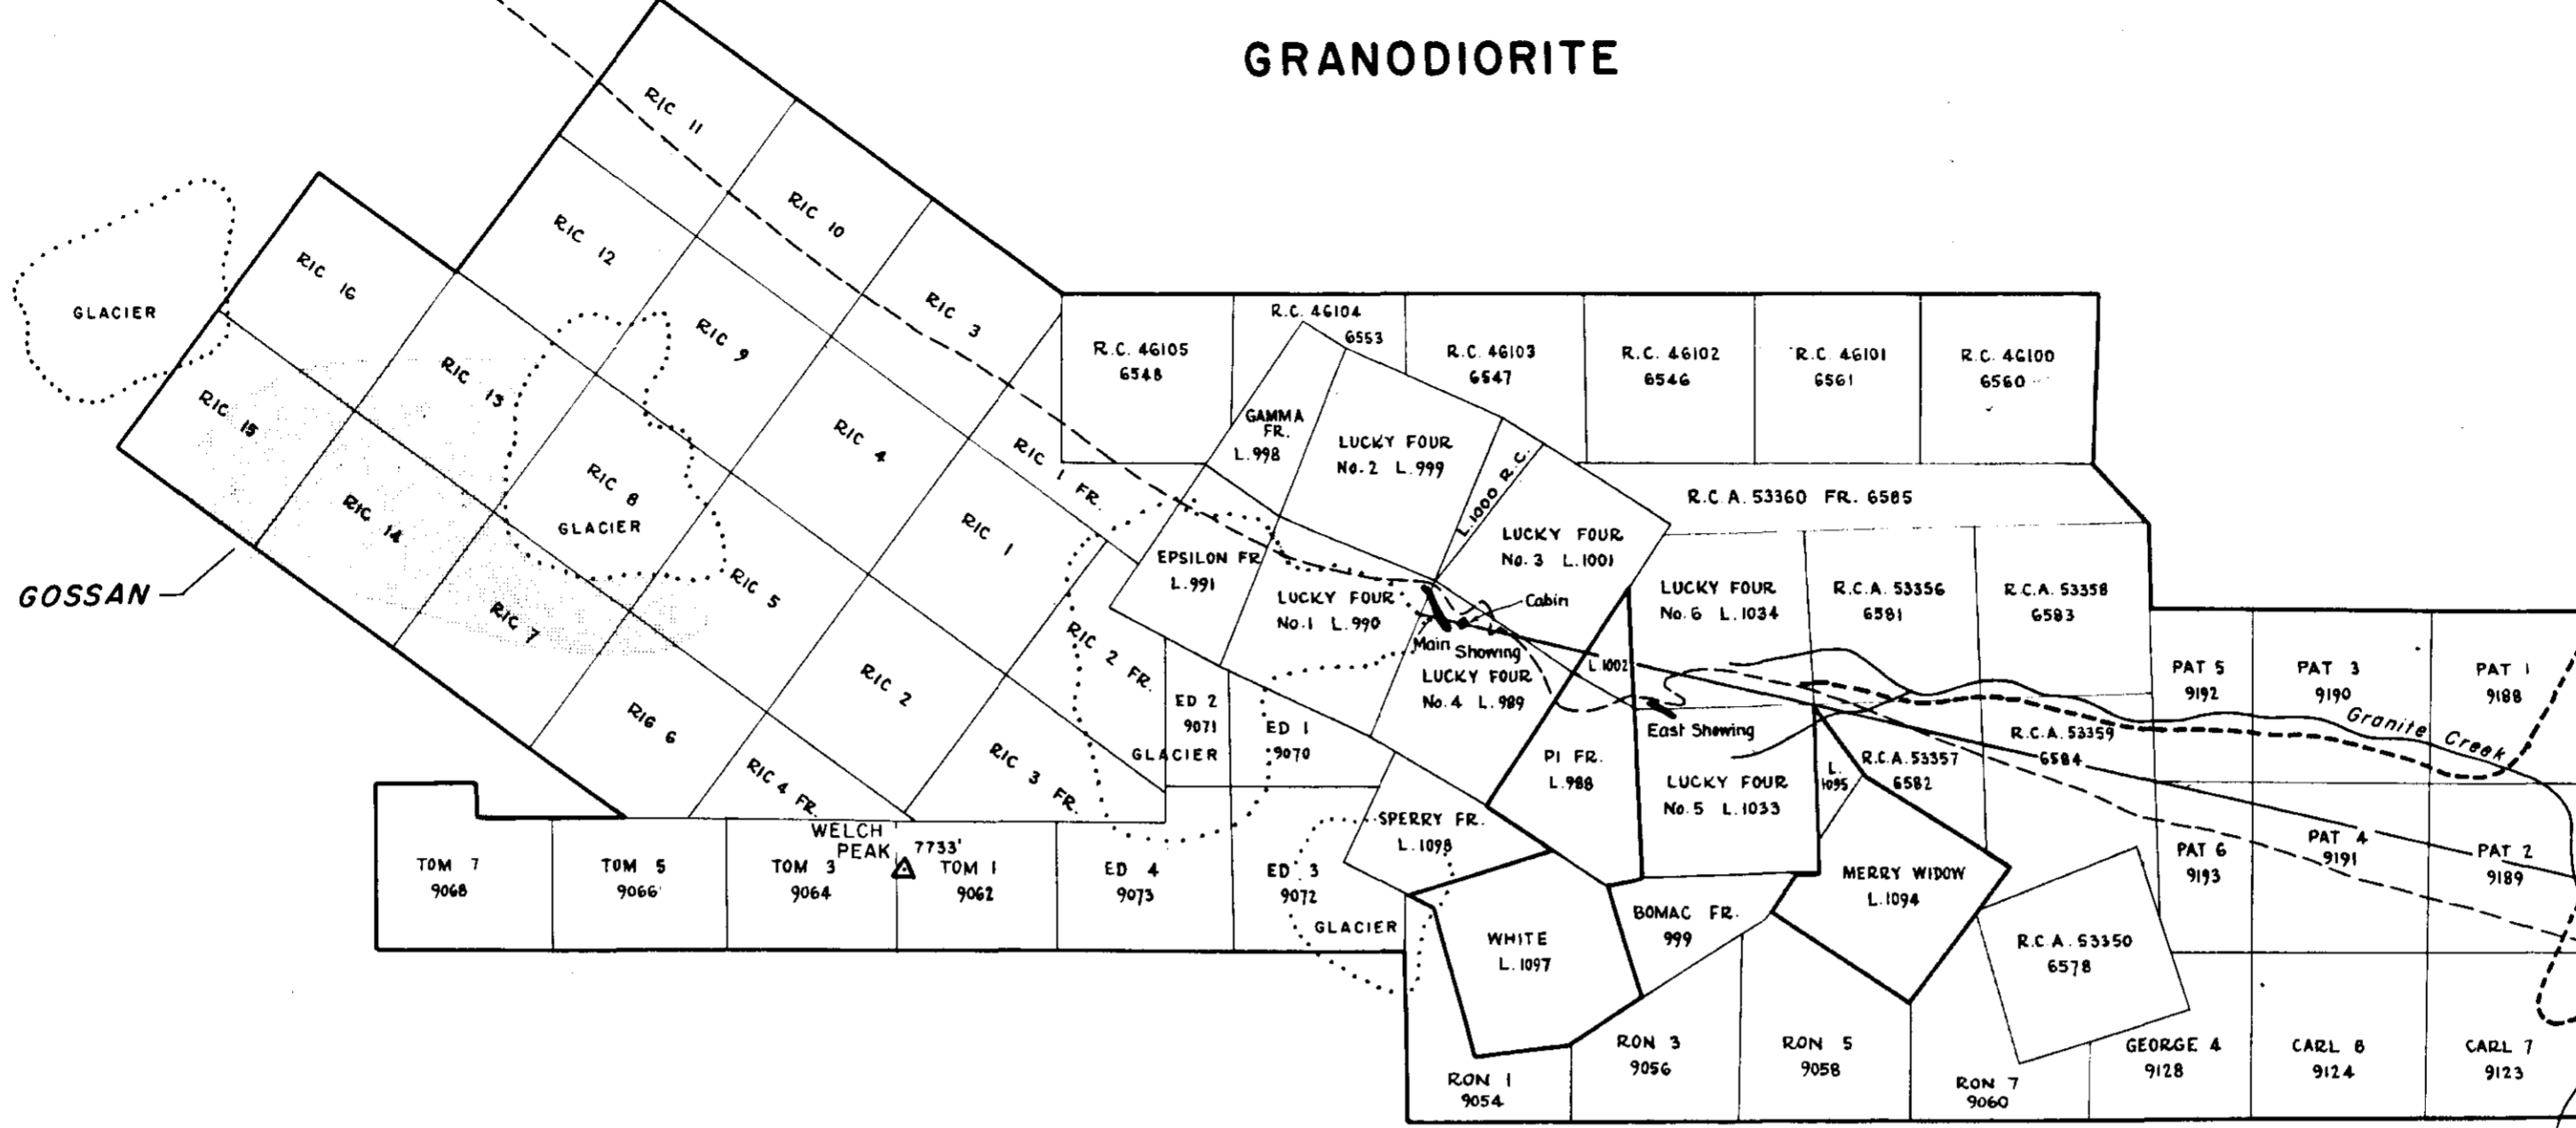 GRANODIORITE
RIC 11
RIC 10
RIC 12
RIC 3
RIC 16
GLACIER
RIC 9
RIC 13
RIC 15
RIC 4
RIC 14
RIC 8
GLACIER
RIC 1
RIC 1 FR.
GOSSAN
RIC 7
RIC 5
RIC 2
RIC 2 FR.
RIG 6
RIC 4 FR.
RIC 3 FR.
R.C. 46105
6548
R.C. 46104
6553
R.C. 46103
6547
R.C. 46102
6546
R.C. 46101
6561
R.C. 46100
6560
GAMMA
FR.
L.998
LUCKY FOUR
No. 2 L.999
L.1000 R.C.
R.C.A. 53360 FR. 6585
LUCKY FOUR
No. 3 L.1001
EPSILON FR
L.991
LUCKY FOUR
No.1 L.990
Cabin
Main Showing
LUCKY FOUR
No. 4 L.989
L.1002
LUCKY FOUR
No. 6 L.1034
R.C.A. 53356
6581
R.C.A. 53358
6583
PAT 5
9192
PAT 3
9190
PAT 1
9188
Granite Creek
ED 2
9071
ED 1
9070
GLACIER
East Showing
PI FR.
L.988
LUCKY FOUR
No. 5 L.1033
L.
1095
R.C.A. 53357
6582
R.C.A. 53359
6584
SPERRY FR.
L.1098
WELCH
PEAK 7733'
TOM 7
9068
TOM 5
9066
TOM 3
9064
TOM 1
9062
ED 4
9073
ED 3
9072
GLACIER
WHITE
L.1097
BOMAC FR.
999
MERRY WIDOW
L.1094
R.C.A. 53350
6578
PAT 6
9193
PAT 4
9191
PAT 2
9189
RON 1
9054
RON 3
9056
RON 5
9058
RON 7
9060
GEORGE 4
9128
CARL 8
9124
CARL 7
9123